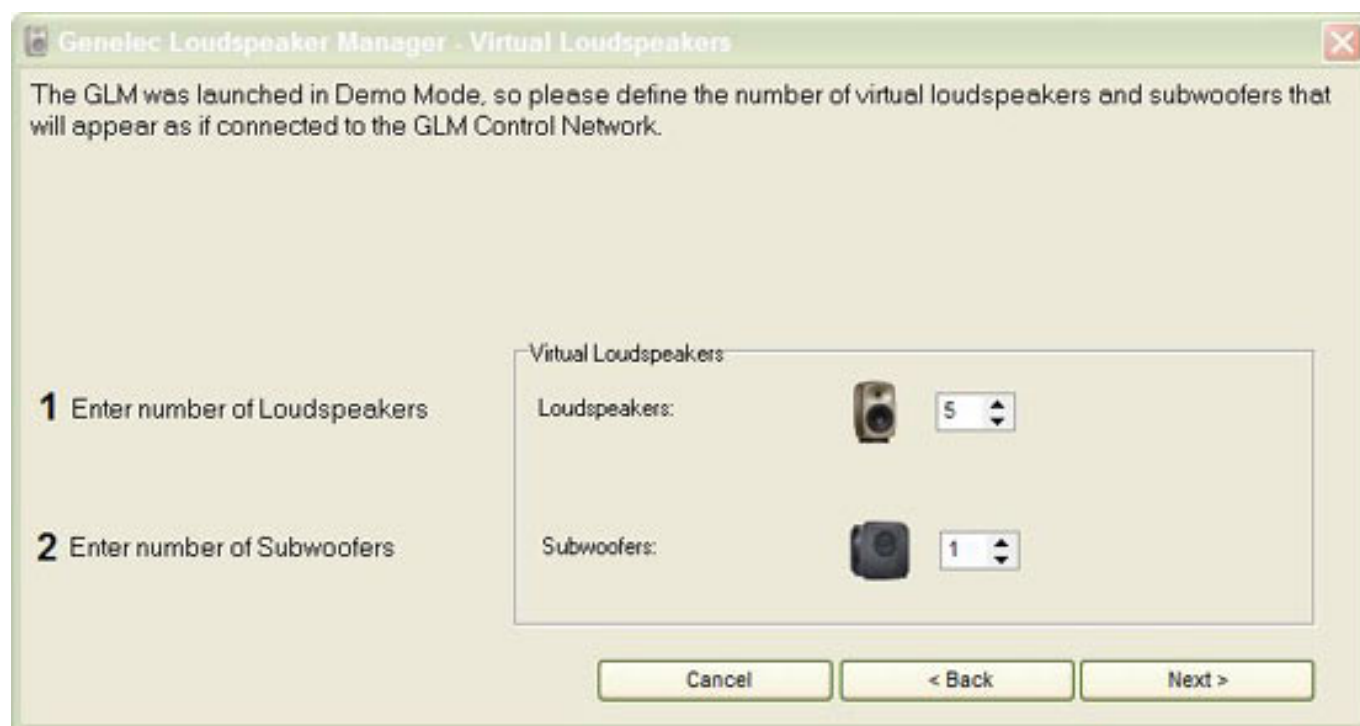 Genelec Loudspeaker Manager - Virtual Loudspeakers
The GLM was launched in Demo Mode, so please define the number of virtual loudspeakers and subwoofers that
will appear as if connected to the GLM Control Network.
Virtual Loudspeakers
1 Enter number of Loudspeakers
Loudspeakers:
5
2 Enter number of Subwoofers
Subwoofers:
1
Cancel
< Back
Next >